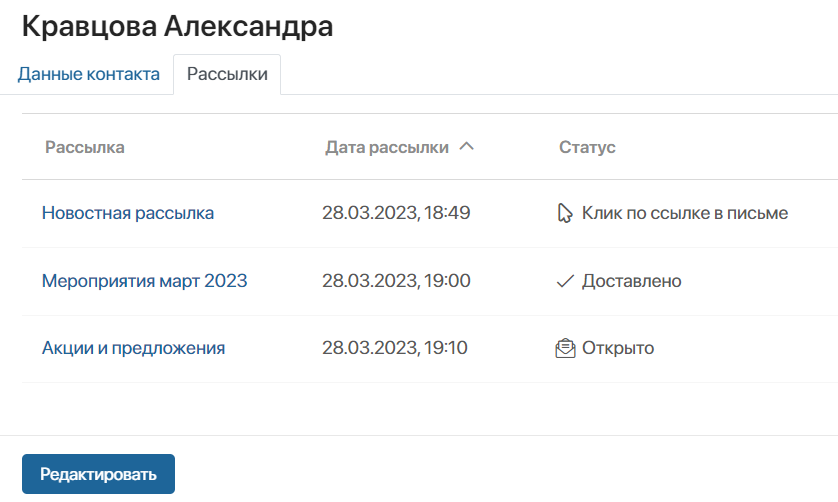 Кравцова Александра
Данные контакта Рассылки
Рассылка Дата рассылки Статус
Новостная рассылка 28.03.2023, 18:49 Клик по ссылке в письме
Мероприятия март 2023 28.03.2023, 19:00 Доставлено
Акции и предложения 28.03.2023, 19:10 Открыто
Редактировать